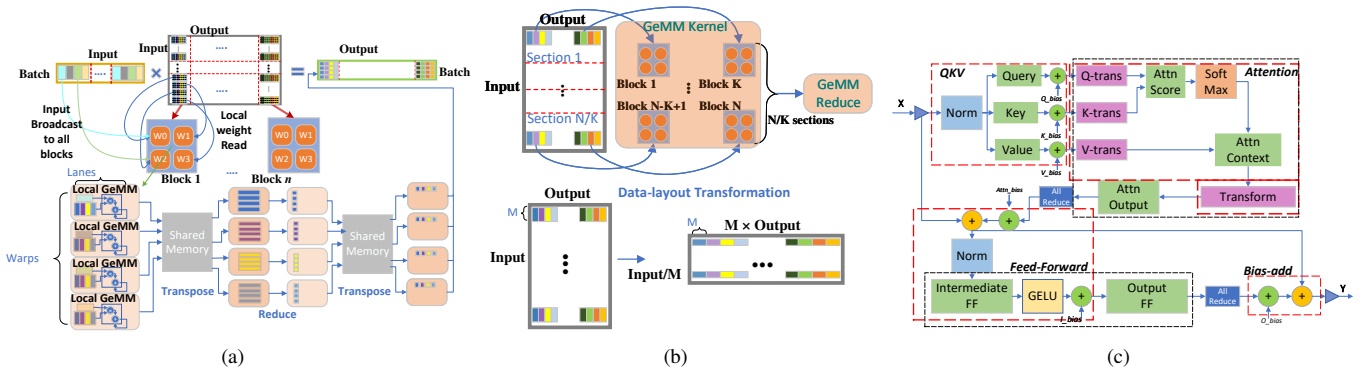 Output
Input
Input
....
Output
Batch
....
×
....
=
Batch
....
Input
Broadcast
to all
blocks
W0
W1
W2
W3
Local
weight
Read
W0
W1
W2
W3
Block 1
....
Block n
Lanes
Local GeMM
Local GeMM
Local GeMM
Local GeMM
Warps
Shared
Memory
Transpose
Reduce
Shared
Memory
Transpose
(a)
Output
GeMM Kernel
Section 1
Input
Section N/K
Block 1
Block K
Block N-K+1
Block N
N/K sections
GeMM
Reduce
Data-layout Transformation
Output
M
Input
Input/M
M
M × Output
(b)
QKV
Attention
X
Norm
Query
Key
Value
+
+
+
Q_bias
K_bias
V_bias
Q-trans
K-trans
V-trans
Attn
Score
Soft
Max
Attn
Context
Transform
Attn
Output
All
Reduce
Attn_bias
+
+
Norm
Feed-Forward
Intermediate
FF
GELU
+
I_bias
Output
FF
All
Reduce
Bias-add
+
+
O_bias
Y
(c)